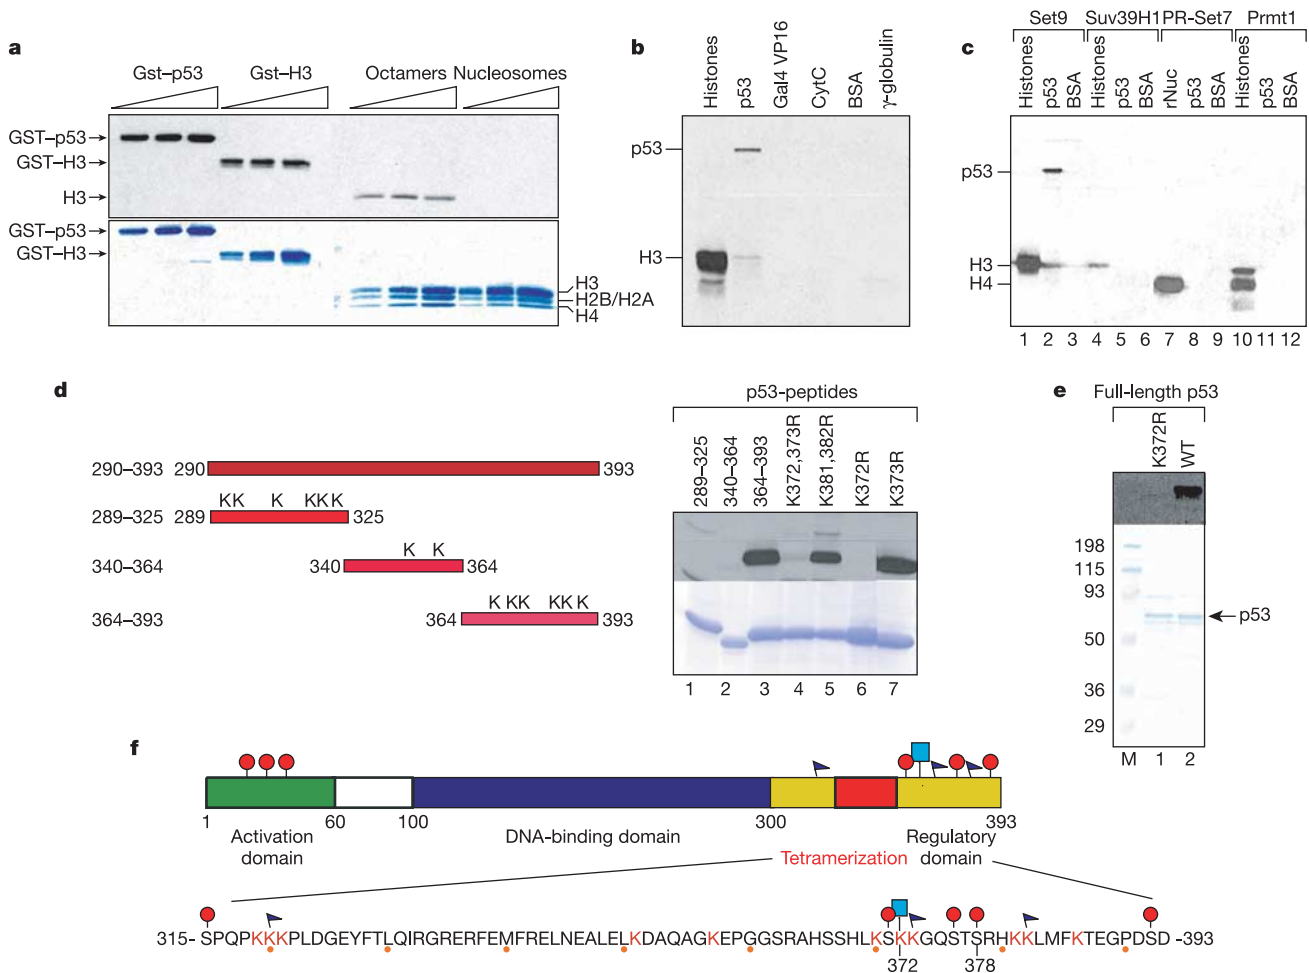 a
Gst–p53
Gst–H3
Octamers Nucleosomes
GST–p53
GST–H3
H3
GST–p53
GST–H3
H3
H2B/H2A
H4
b
Histones
p53
Gal4 VP16
CytC
BSA
γ-globulin
p53
H3
c
Set9
Suv39H1
PR-Set7
Prmt1
Histones
p53
BSA
Histones
p53
BSA
rNuc
p53
BSA
Histones
p53
BSA
p53
H3
H4
1 2 3 4 5 6 7 8 9 10 11 12
d
290–393 290 393
KK K KKK
289–325 289 325
K K
340–364 340 364
K KK KK K
364–393 364 393
p53-peptides
289–325
340–364
364–393
K372,373R
K381,382R
K372R
K373R
1 2 3 4 5 6 7
e
Full-length p53
K372R
WT
198
115
93
50
36
29
p53
M 1 2
f
1 60 100 300 393
Activation domain
DNA-binding domain
Regulatory domain
Tetramerization
315- SPQPKKKPLDGEYFTLQIRGRERFEMFRELNEALELKDAQAGKEPGGSRAHSSHLKSKKGQSTSRHKKLMFKTEGPDSD -393
372 378